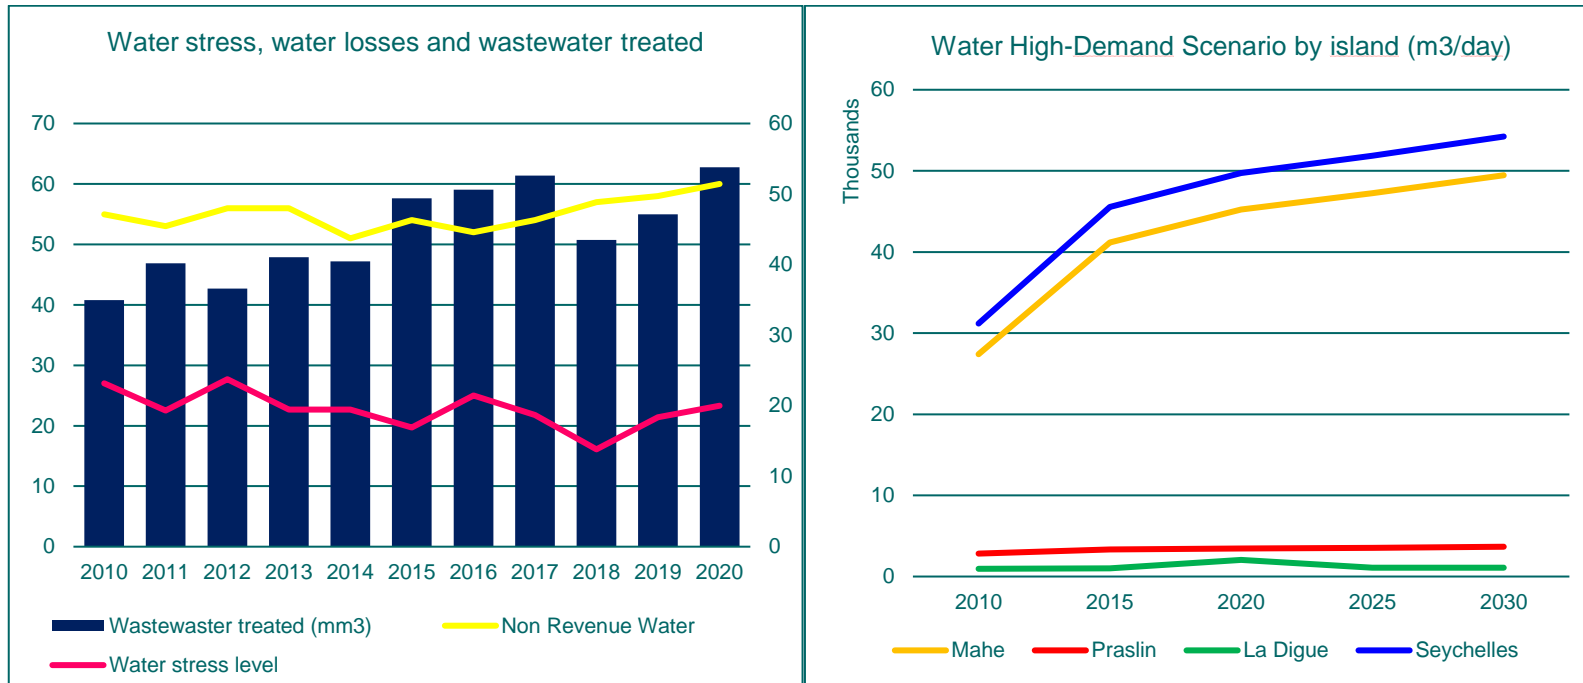 Water stress, water losses and wastewater treated
70
60
50
40
30
20
10
0
60
50
40
30
20
10
0
2010 2011 2012 2013 2014 2015 2016 2017 2018 2019 2020
Wastewaster treated (mm3) Non Revenue Water
Water stress level
Water High-Demand Scenario by island (m3/day)
Thousands
60
50
40
30
20
10
0
2010 2015 2020 2025 2030
Mahe Praslin La Digue Seychelles